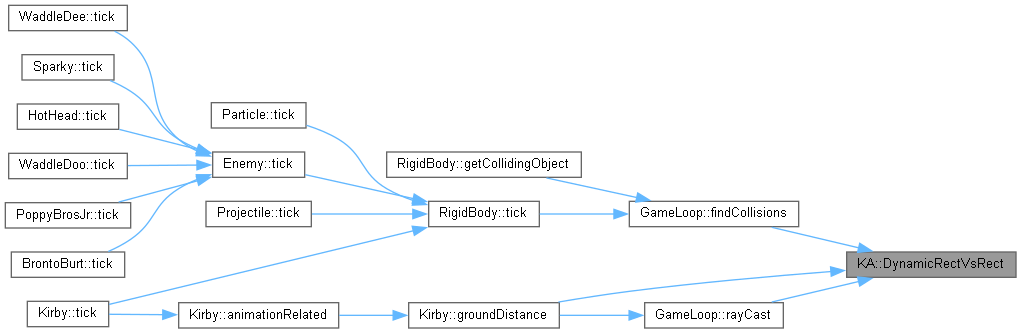 WaddleDee::tick
Sparky::tick
HotHead::tick
Particle::tick
WaddleDoo::tick
Enemy::tick
RigidBody::getCollidingObject
PoppyBrosJr::tick
Projectile::tick
RigidBody::tick
GameLoop::findCollisions
BrontoBurt::tick
KA::DynamicRectVsRect
Kirby::tick
Kirby::animationRelated
Kirby::groundDistance
GameLoop::rayCast